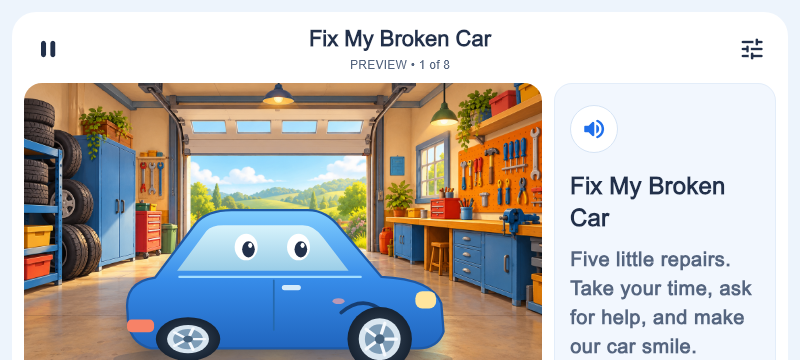 Fix My Broken Car
PREVIEW • 1 of 8
Fix My Broken
Car
Five little repairs.
Take your time, ask
for help, and make
our car smile.